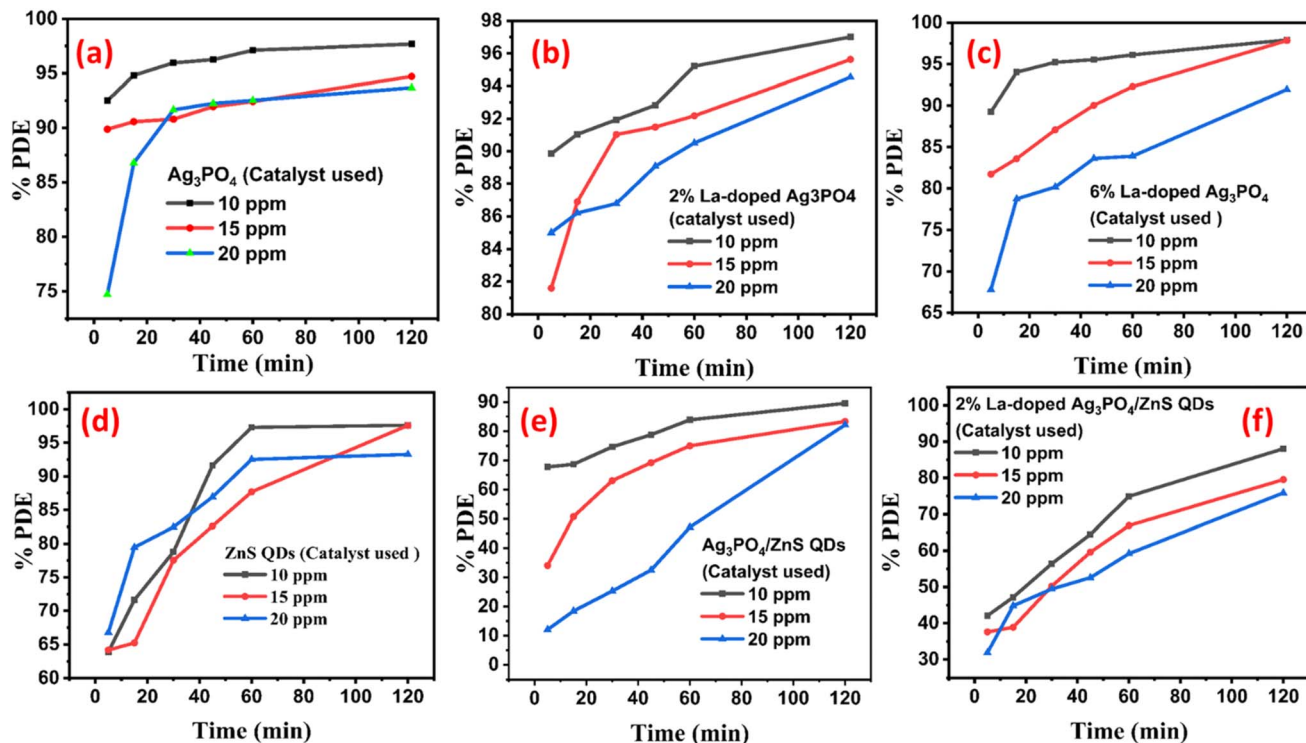 (a)
% PDE
100
95
90
85
80
75
Ag₃PO₄ (Catalyst used)
10 ppm
15 ppm
20 ppm
0 20 40 60 80 100 120
Time (min)
(b)
% PDE
98
96
94
92
90
88
86
84
82
80
2% La-doped Ag3PO4
(catalyst used)
10 ppm
15 ppm
20 ppm
0 20 40 60 80 100 120
Time (min)
(c)
% PDE
100
95
90
85
80
75
70
65
6% La-doped Ag₃PO₄
(Catalyst used )
10 ppm
15 ppm
20 ppm
0 20 40 60 80 100 120
Time (min)
(d)
% PDE
100
95
90
85
80
75
70
65
60
ZnS QDs (Catalyst used )
10 ppm
15 ppm
20 ppm
0 20 40 60 80 100 120
Time (min)
(e)
% PDE
90
80
70
60
50
40
30
20
10
0
Ag₃PO₄/ZnS QDs
(Catalyst used)
10 ppm
15 ppm
20 ppm
0 20 40 60 80 100 120
Time (min)
(f)
% PDE
100
90
80
70
60
50
40
30
2% La-doped Ag₃PO₄/ZnS QDs
(Catalyst used)
10 ppm
15 ppm
20 ppm
0 20 40 60 80 100 120
Time (min)